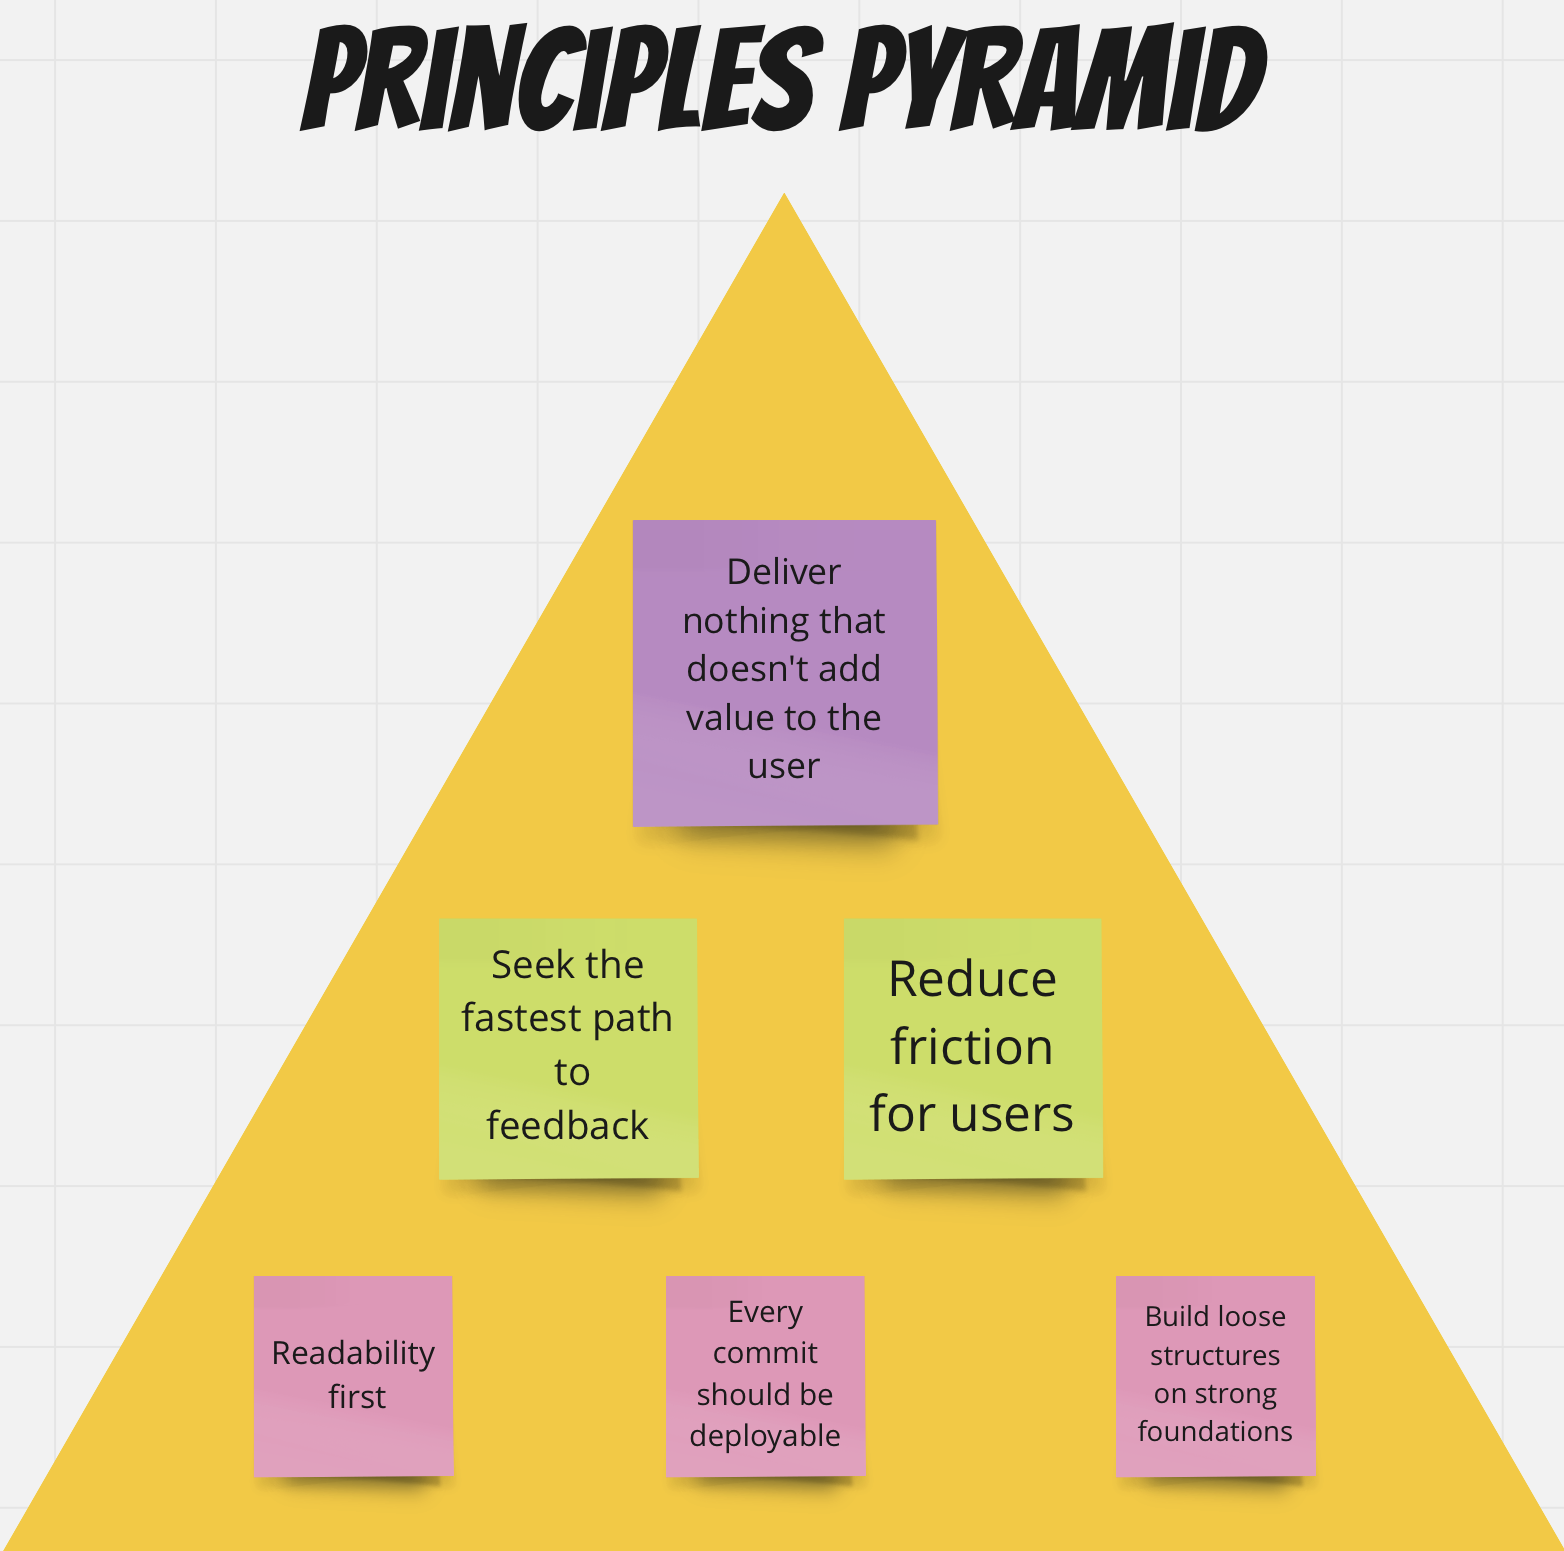 PRINCIPLES PYRAMID
Deliver
nothing that
doesn't add
value to the
user
Seek the
fastest path
to
feedback
Reduce
friction
for users
Readability
first
Every
commit
should be
deployable
Build loose
structures
on strong
foundations